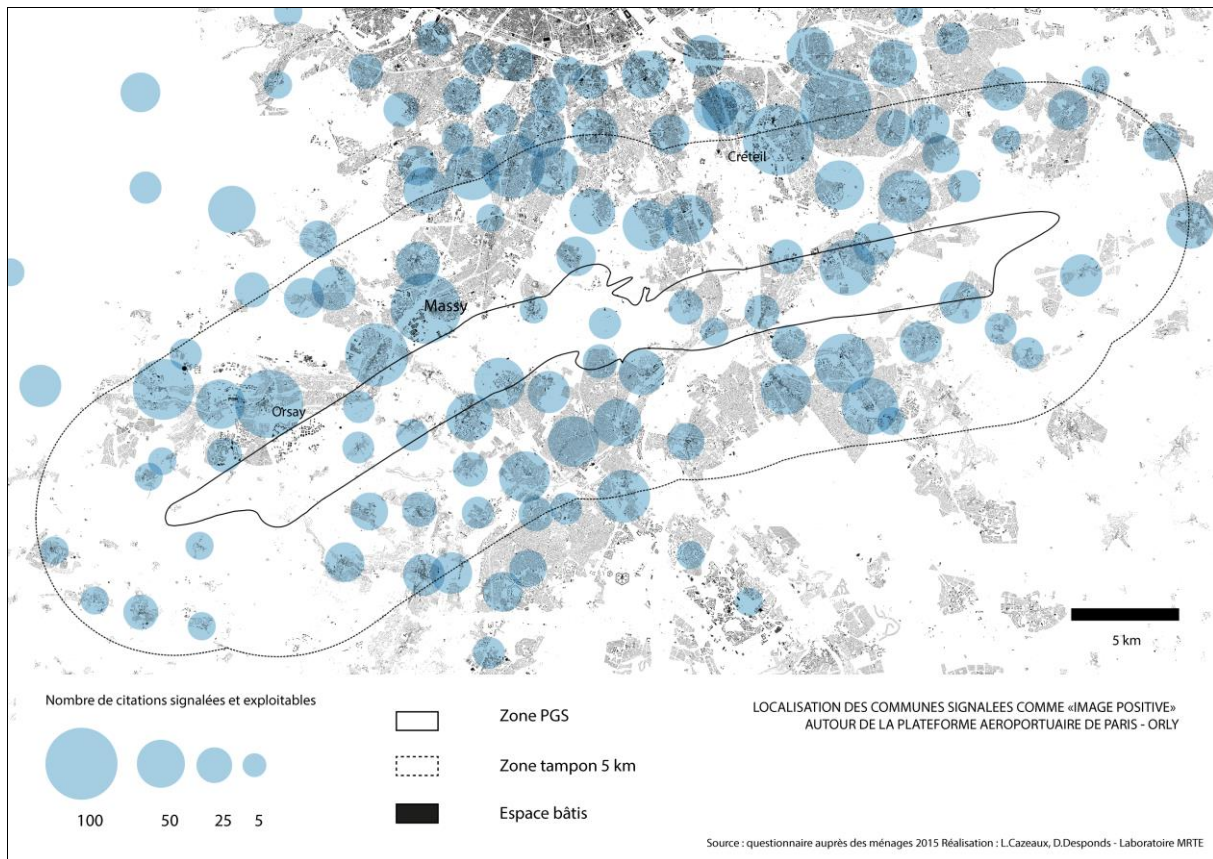 Créteil
Massy
Orsay
5 km
Nombre de citations signalées et exploitables
100 50 25 5
Zone PGS
Zone tampon 5 km
Espace bâtis
LOCALISATION DES COMMUNES SIGNALEES COMME «IMAGE POSITIVE»
AUTOUR DE LA PLATEFORME AEROPORTUAIRE DE PARIS - ORLY
Source : questionnaire auprès des ménages 2015 Réalisation : L.Cazeaux, D.Desponds - Laboratoire MRTE